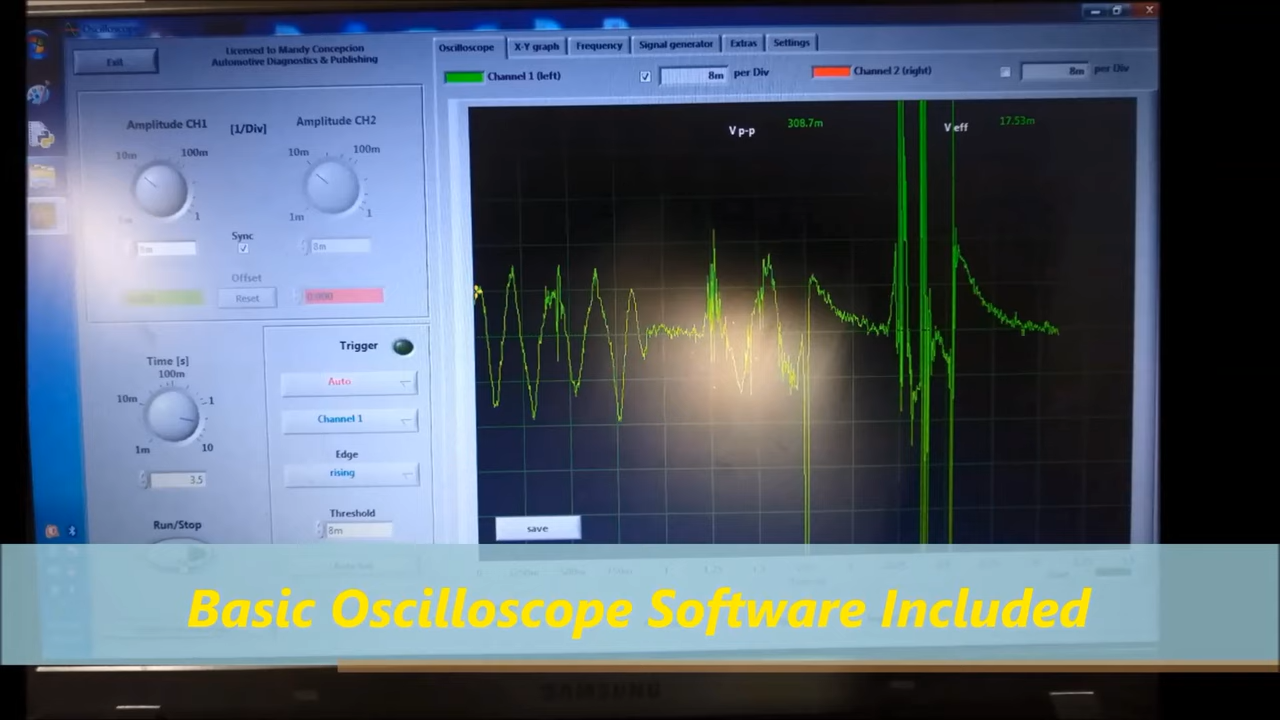 Oscilloscope
Exit
Licensed to Mandy Concepcion
Automotive Diagnostics & Publishing
Oscilloscope
X-Y graph
Frequency
Signal generator
Extras
Settings
Channel 1 (left)
8m
per Div
Channel 2 (right)
8m
per Div
Amplitude CH1
[1/Div]
Amplitude CH2
10m
100m
1
10m
100m
1m
1
Sync
8m
8m
Offset
Reset
0.000
V p-p
308.7m
V eff
17.53m
Trigger
Auto
Channel 1
Edge
rising
Threshold
8m
Time [s]
100m
10m
1
1m
10
3.5
Run/Stop
save
Basic Oscilloscope Software Included
SAMSUNG